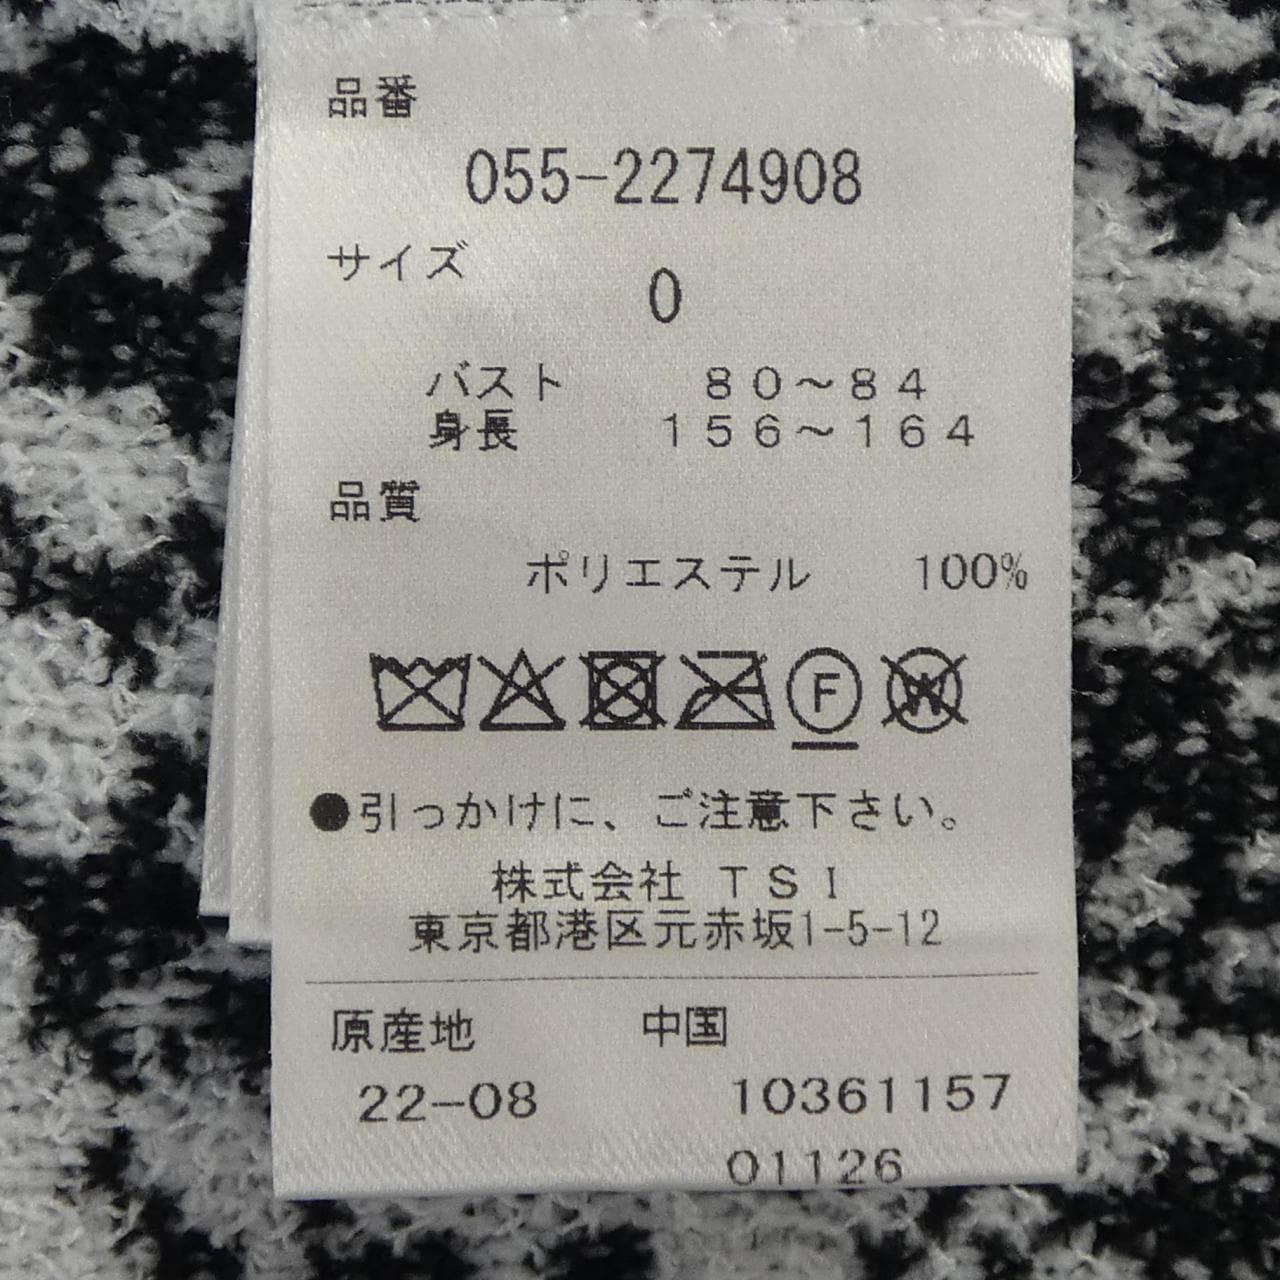 品番
055-2274908
サイズ
0
バスト 80～84
身長 156～164
品質
ポリエステル 100%
F W
●引っかけに、ご注意下さい。
株式会社 TSI
東京都港区元赤坂1-5-12
原産地 中国
22-08 10361157
01126